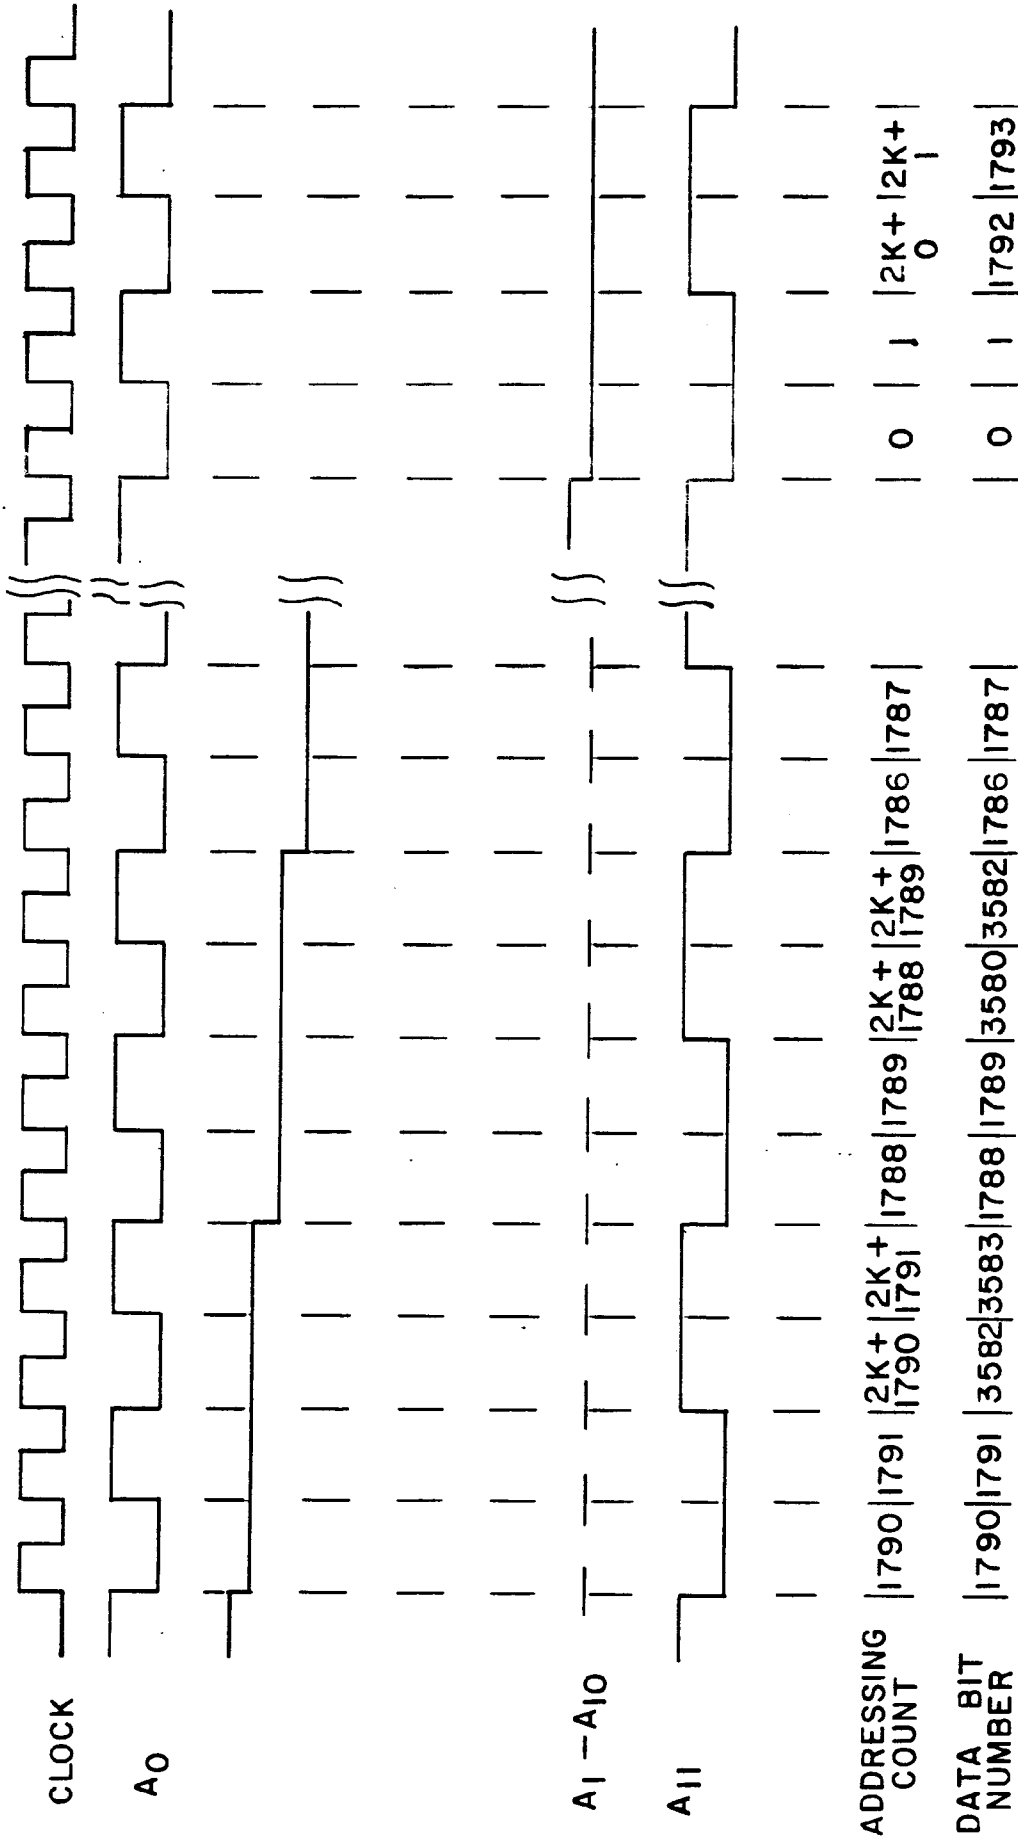 CLOCK
A0
A1 – A10
A11
ADDRESSING COUNT |1790|1791|2K+ 1790|2K+ 1791|1788|1789|2K+ 1788|2K+ 1789|1786|1787| |0|1|2K+ 0|2K+ 1|
DATA BIT NUMBER |1790|1791|3582|3583|1788|1789|3580|3582|1786|1787| |0|1|1792|1793|